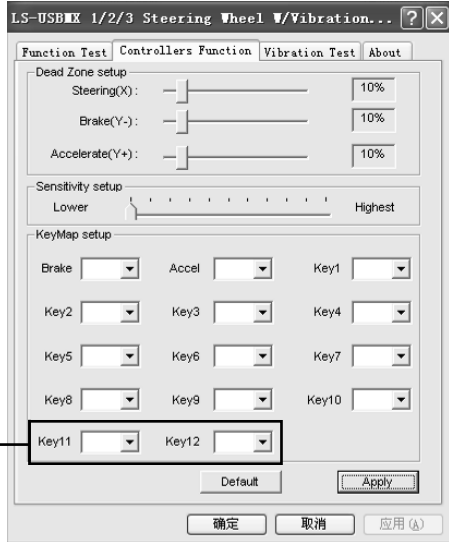 LS-USBMX 1/2/3 Steering Wheel W/Vibration...
Function Test Controllers Function Vibration Test About
Dead Zone setup
Steering(X): 10%
Brake(Y-): 10%
Accelerate(Y+): 10%
Sensitivity setup
Lower Highest
KeyMap setup
Brake Accel Key1
Key2 Key3 Key4
Key5 Key6 Key7
Key8 Key9 Key10
Key11 Key12
Default Apply
确定 取消 应用(A)